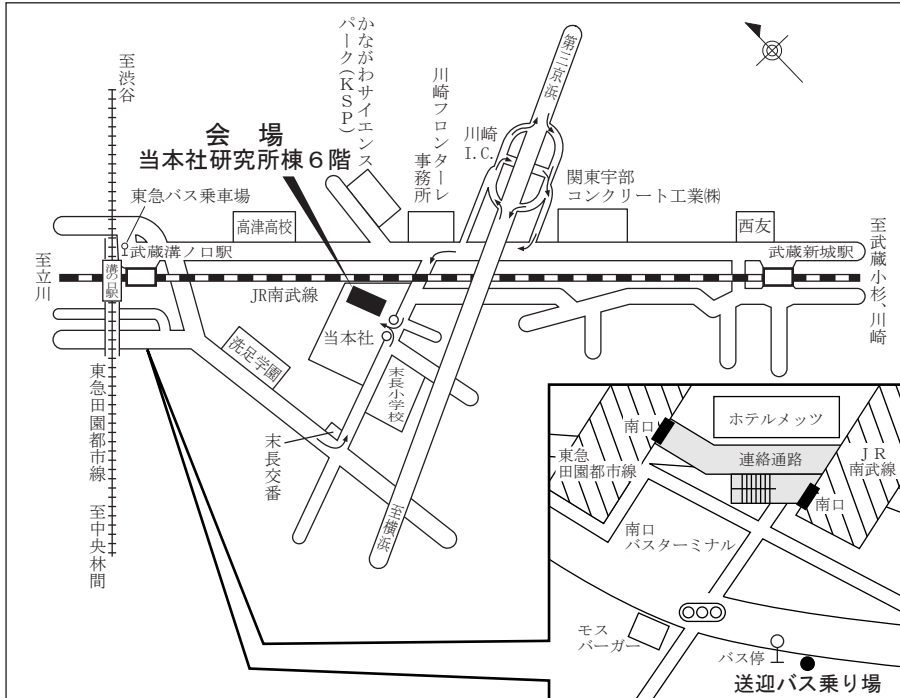 至渋谷
かながわサイエンス
パーク(KSP)
川崎フロンターレ
事務所
第三京浜
川崎
I.C.
会　場
当本社研究所棟６階
東急バス乗車場
高津高校
関東宇部
コンクリート工業㈱
西友
至武蔵小杉、川崎
武蔵溝ノ口駅
武蔵新城駅
至立川
溝の口駅
JR南武線
当本社
洗足学園
末長小学校
末長交番
至横浜
東急田園都市線　至中央林間
ホテルメッツ
南口
連絡通路
東急
田園都市線
ＪＲ
南武線
南口
南口
バスターミナル
モス
バーガー
バス停
送迎バス乗り場